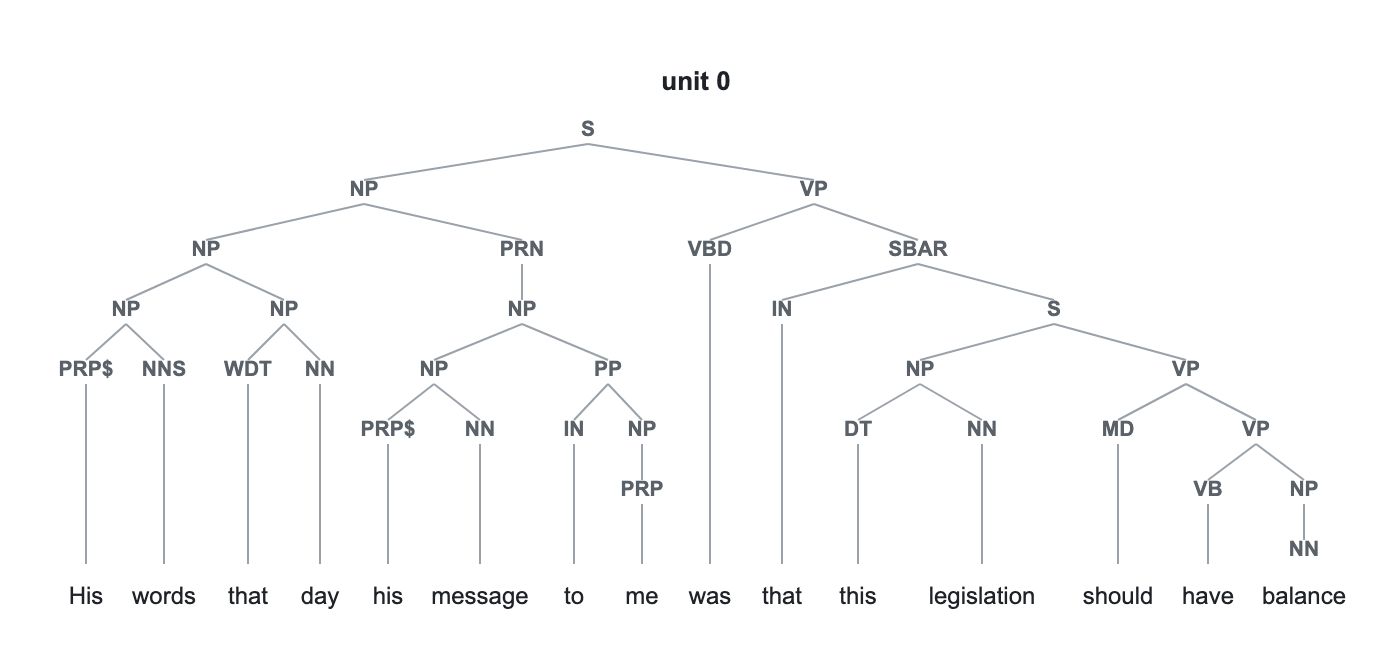 unit 0
S
NP VP
NP PRN VBD SBAR
NP NP NP IN S
PRP$ NNS WDT NN NP PP NP VP
PRP$ NN IN NP DT NN MD VP
PRP VB NP
NN
His words that day his message to me was that this legislation should have balance